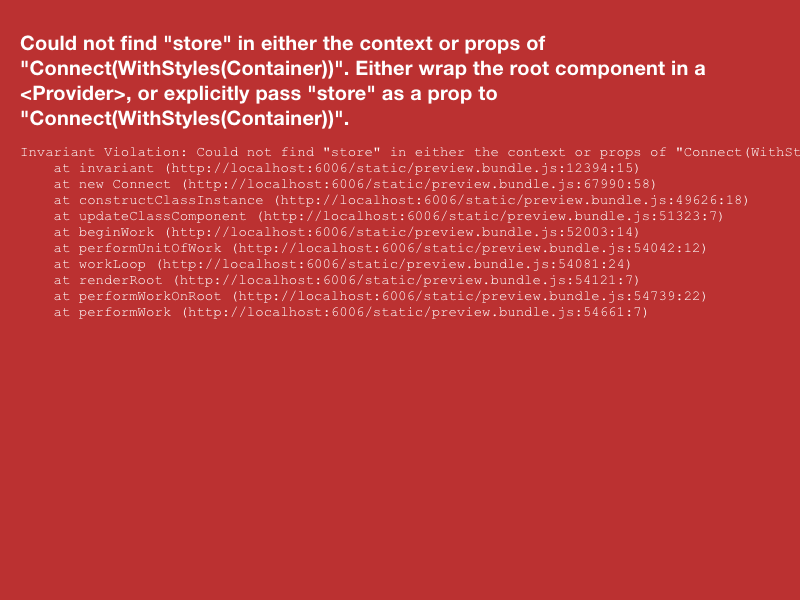 Could not find "store" in either the context or props of
"Connect(WithStyles(Container))". Either wrap the root component in a
<Provider>, or explicitly pass "store" as a prop to
"Connect(WithStyles(Container))".
Invariant Violation: Could not find "store" in either the context or props of "Connect(WithSt
at invariant (http://localhost:6006/static/preview.bundle.js:12394:15)
at new Connect (http://localhost:6006/static/preview.bundle.js:67990:58)
at constructClassInstance (http://localhost:6006/static/preview.bundle.js:49626:18)
at updateClassComponent (http://localhost:6006/static/preview.bundle.js:51323:7)
at beginWork (http://localhost:6006/static/preview.bundle.js:52003:14)
at performUnitOfWork (http://localhost:6006/static/preview.bundle.js:54042:12)
at workLoop (http://localhost:6006/static/preview.bundle.js:54081:24)
at renderRoot (http://localhost:6006/static/preview.bundle.js:54121:7)
at performWorkOnRoot (http://localhost:6006/static/preview.bundle.js:54739:22)
at performWork (http://localhost:6006/static/preview.bundle.js:54661:7)